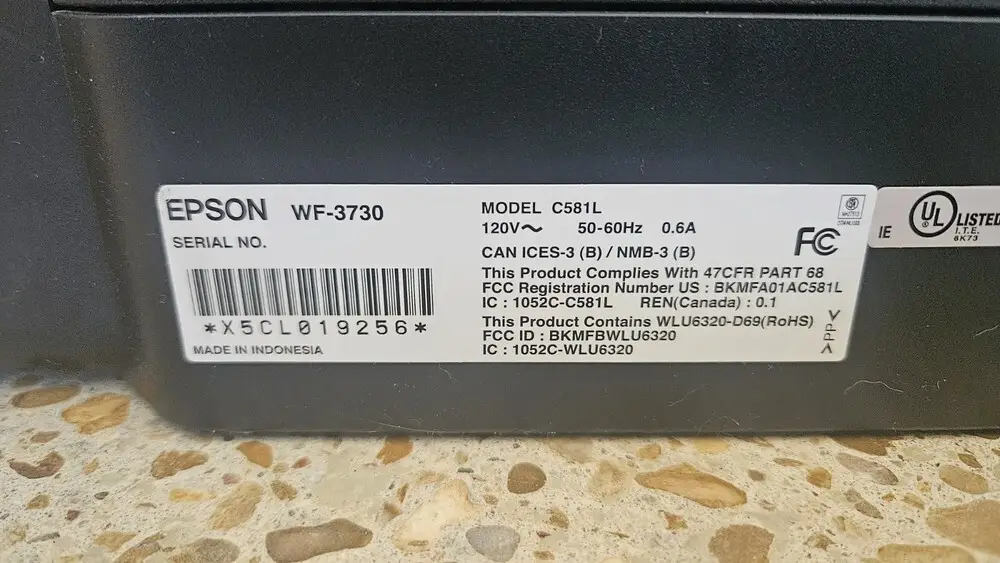 EPSON WF-3730
SERIAL NO.
*X5CL019256*
MADE IN INDONESIA
MODEL C581L
120V~ 50-60Hz 0.6A
CAN ICES-3 (B) / NMB-3 (B)
This Product Complies With 47CFR PART 68
FCC Registration Number US : BKMFA01AC581L
IC : 1052C-C581L REN(Canada) : 0.1
This Product Contains WLU6320-D69(RoHS)
FCC ID : BKMFBWLU6320
IC : 1052C-WLU6320
FC
IE
UL LISTED
I.T.E.
6K73